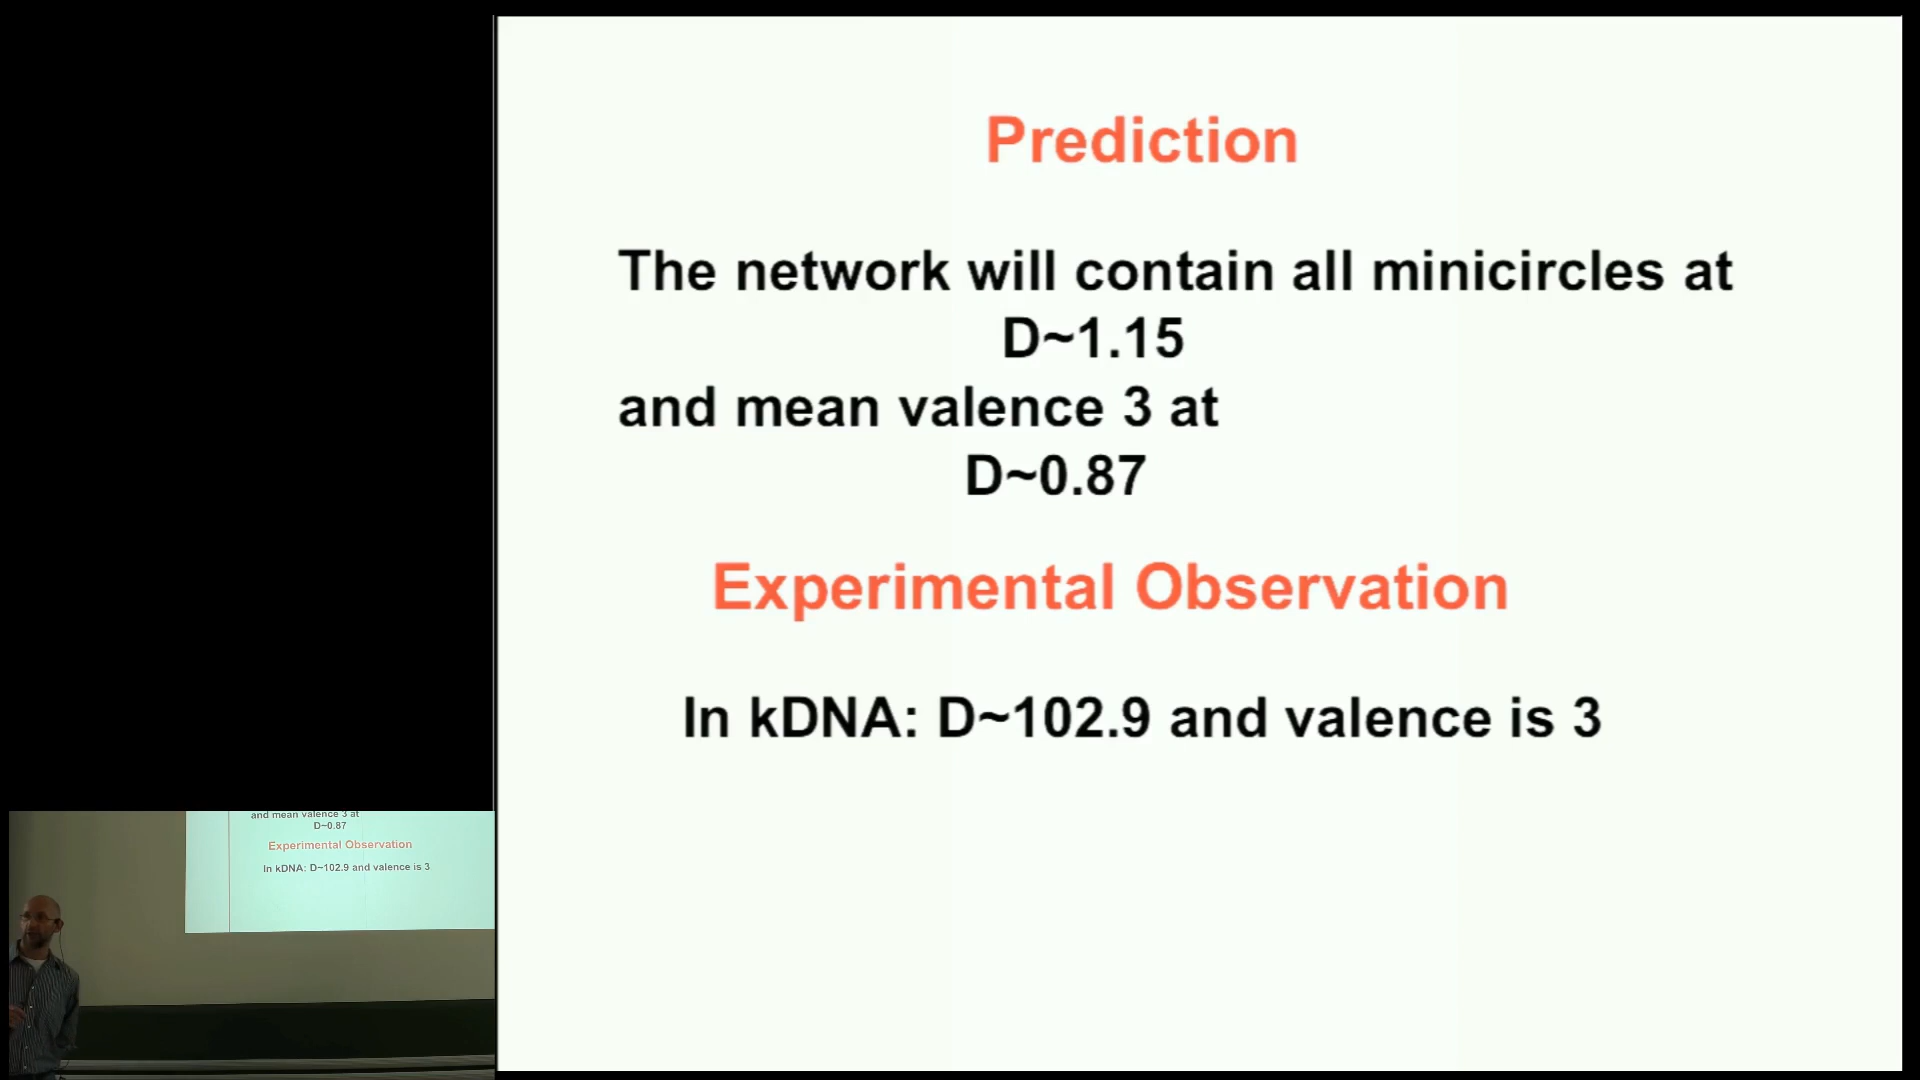 Prediction
The network will contain all minicircles at
D~1.15
and mean valence 3 at
D~0.87
Experimental Observation
In kDNA: D~102.9 and valence is 3
and mean valence 3 at
D~0.87
Experimental Observation
In kDNA: D~102.9 and valence is 3